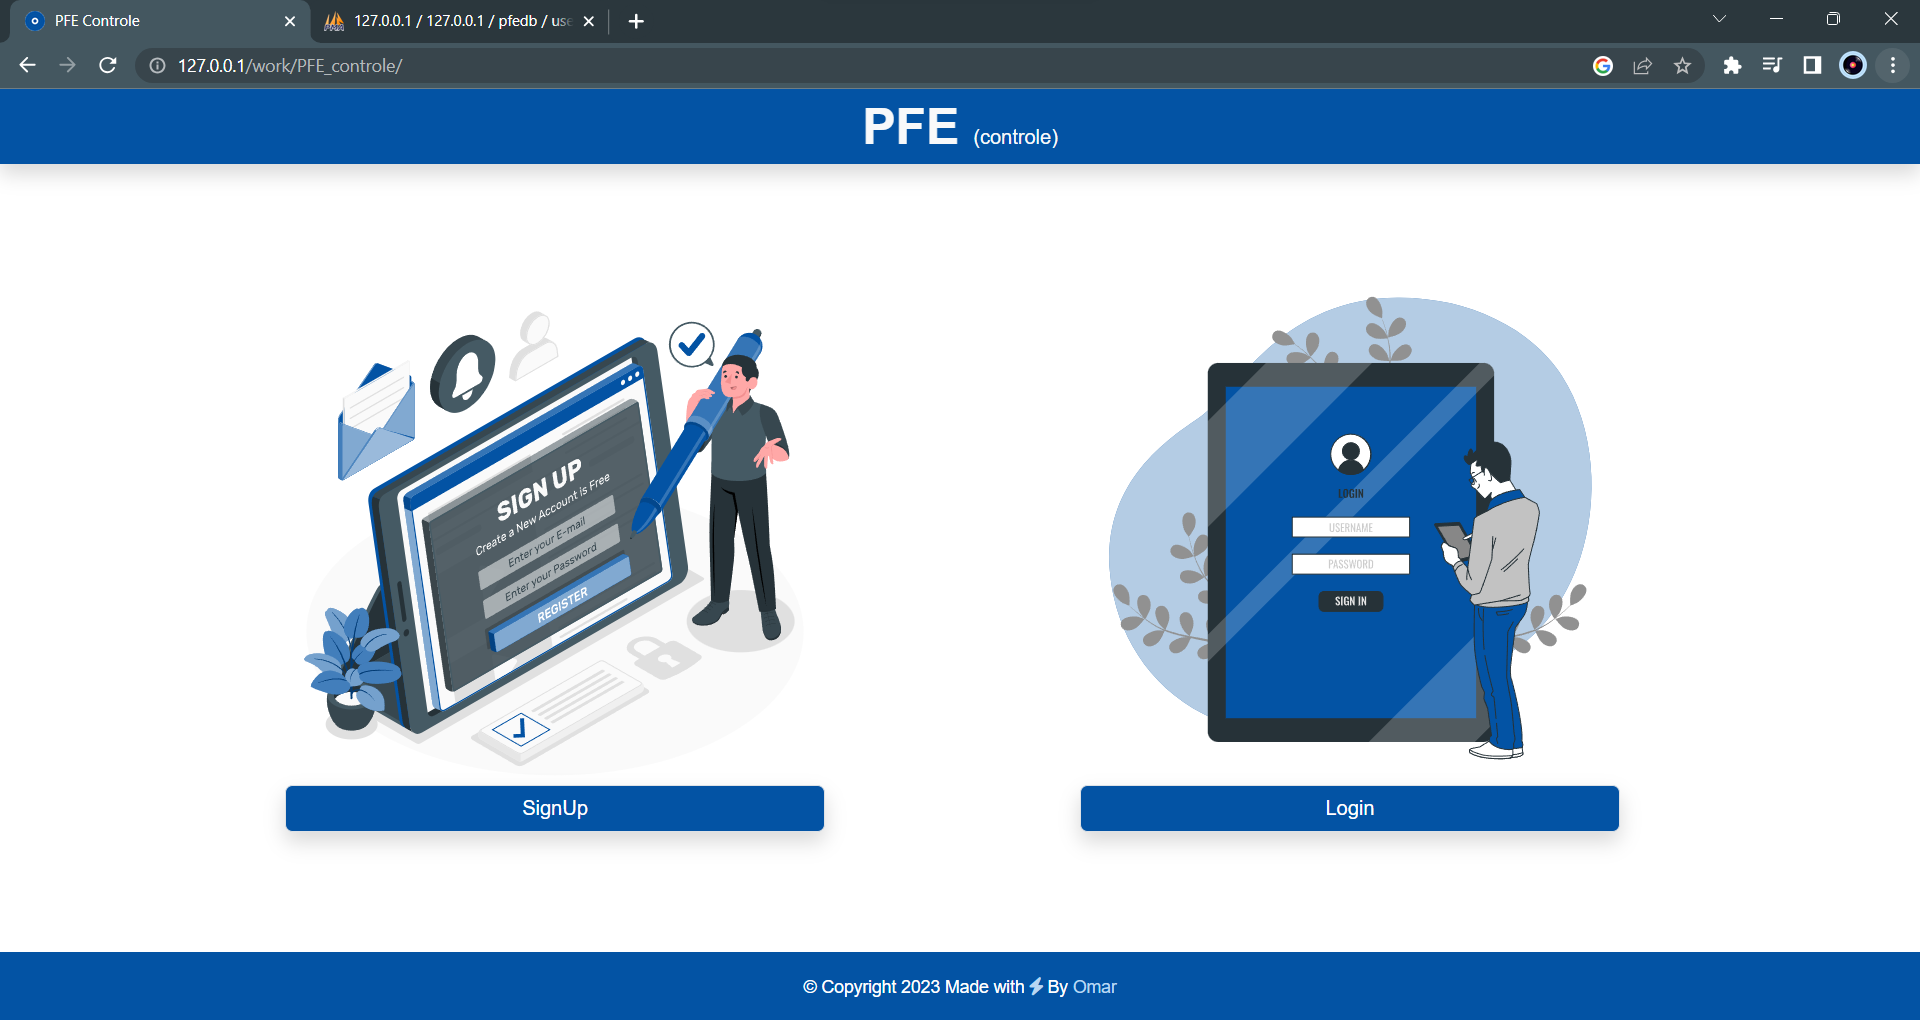 PFE Controle
127.0.0.1 / 127.0.0.1 / pfedb / use
127.0.0.1/work/PFE_controle/
PFE (controle)
SIGN UP
Create a New Account is Free
Enter your E-mail
Enter your Password
REGISTER
LOGIN
USERNAME
PASSWORD
SIGN IN
SignUp
Login
© Copyright 2023 Made with By Omar